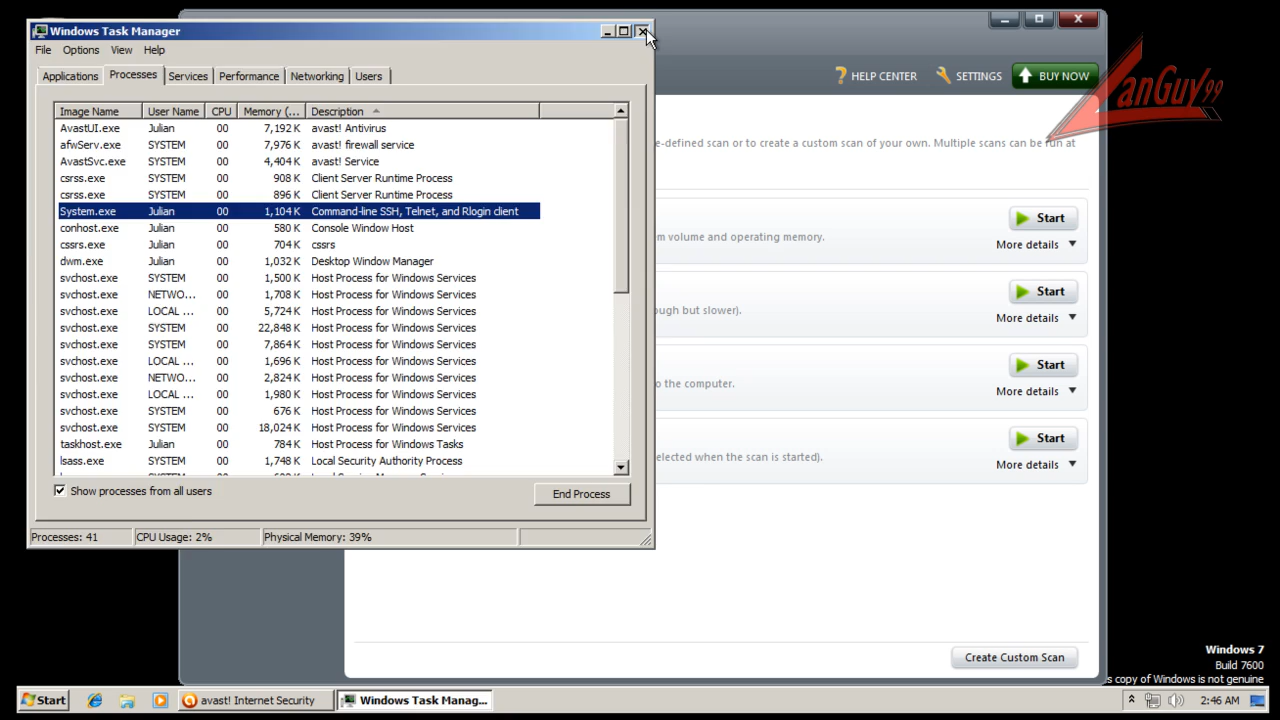 Windows Task Manager
File Options View Help
HELP CENTER SETTINGS BUY NOW
anGuy99
Applications Processes Services Performance Networking Users
Image Name User Name CPU Memory (... Description
AvastUI.exe Julian 00 7,192 K avast! Antivirus
afwServ.exe SYSTEM 00 7,976 K avast! firewall service
e-defined scan or to create a custom scan of your own. Multiple scans can be run at
AvastSvc.exe SYSTEM 00 4,404 K avast! Service
csrss.exe SYSTEM 00 908 K Client Server Runtime Process
csrss.exe SYSTEM 00 896 K Client Server Runtime Process
System.exe Julian 00 1,104 K Command-line SSH, Telnet, and Rlogin client
Start
conhost.exe Julian 00 580 K Console Window Host
m volume and operating memory.
cssrs.exe Julian 00 704 K cssrs
More details
dwm.exe Julian 00 1,032 K Desktop Window Manager
svchost.exe SYSTEM 00 1,500 K Host Process for Windows Services
svchost.exe NETWO... 00 1,708 K Host Process for Windows Services
Start
svchost.exe LOCAL ... 00 5,724 K Host Process for Windows Services
ough but slower).
More details
svchost.exe SYSTEM 00 22,848 K Host Process for Windows Services
svchost.exe SYSTEM 00 7,864 K Host Process for Windows Services
svchost.exe LOCAL ... 00 1,696 K Host Process for Windows Services
Start
svchost.exe NETWO... 00 2,824 K Host Process for Windows Services
o the computer.
More details
svchost.exe LOCAL ... 00 1,980 K Host Process for Windows Services
svchost.exe SYSTEM 00 676 K Host Process for Windows Services
svchost.exe SYSTEM 00 18,024 K Host Process for Windows Services
Start
taskhost.exe Julian 00 784 K Host Process for Windows Tasks
elected when the scan is started).
lsass.exe SYSTEM 00 1,748 K Local Security Authority Process
More details
Show processes from all users
End Process
Processes: 41 CPU Usage: 2% Physical Memory: 39%
Create Custom Scan
Windows 7
Build 7600
s copy of Windows is not genuine
Start avast! Internet Security Windows Task Manag... 2:46 AM